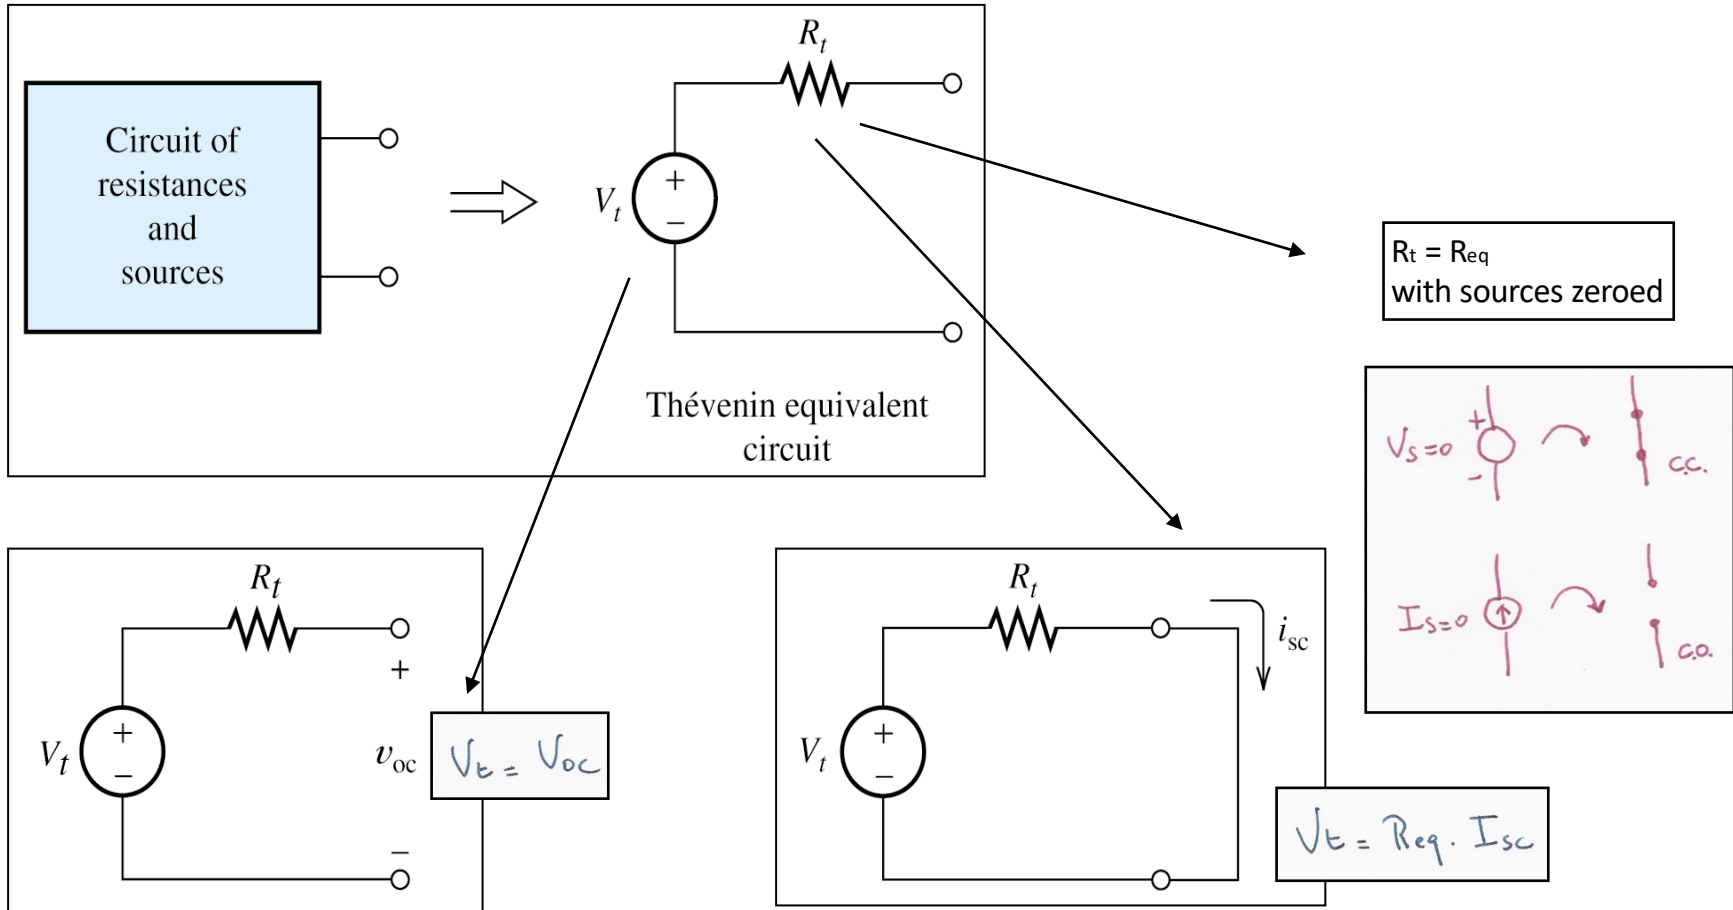 Circuit of
resistances
and
sources
Rt
+
Vt
−
Thévenin equivalent
circuit
Rt = Req
with sources zeroed
Vs=0
+
-
c.c.
Is=0
c.o.
Rt
+
+
Vt
−
voc
−
Vt = Voc
Rt
isc
+
Vt
−
Vt = Req. Isc